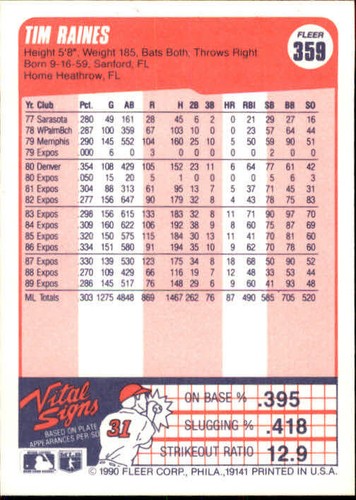 TIM RAINES
FLEER
359
Height 5'8", Weight 185, Bats Both, Throws Right
Born 9-16-59, Sanford, FL
Home Heathrow, FL
Yr. Club Pct. G AB R H 2B 3B HR RBI SB BB SO
77 Sarasota .280 49 161 28 45 6 2 0 21 29 27 16
78 WPalmBch .287 100 359 67 103 10 0 0 23 57 64 44
79 Memphis .290 145 552 104 160 25 10 5 50 59 90 51
79 Expos .000 6 0 3 0 0 0 0 0 2 0 0
80 Denver .354 108 429 105 152 23 11 6 64 77 61 42
80 Expos .050 15 20 5 1 0 0 0 0 5 6 3
81 Expos .304 88 313 61 95 13 7 5 37 71 45 31
82 Expos .277 156 647 90 179 32 8 4 43 78 75 83
83 Expos .298 156 615 133 183 32 8 11 71 90 97 70
84 Expos .309 160 622 106 192 38 9 8 60 75 87 69
85 Expos .320 150 575 115 184 30 13 11 41 70 81 60
86 Expos .334 151 580 91 194 35 10 9 62 70 78 60
87 Expos .330 139 530 123 175 34 8 18 68 50 90 52
88 Expos .270 109 429 66 116 19 7 12 48 33 53 44
89 Expos .286 145 517 76 148 29 6 9 60 41 93 48
ML Totals .303 1275 4848 869 1467 262 76 87 490 585 705 520
Vital Signs
BASED ON PLATE
APPEARANCES PER SO
31
ON BASE % .395
SLUGGING % .418
STRIKEOUT RATIO 12.9
© 1990 FLEER CORP., PHILA., 19141 PRINTED IN U.S.A.